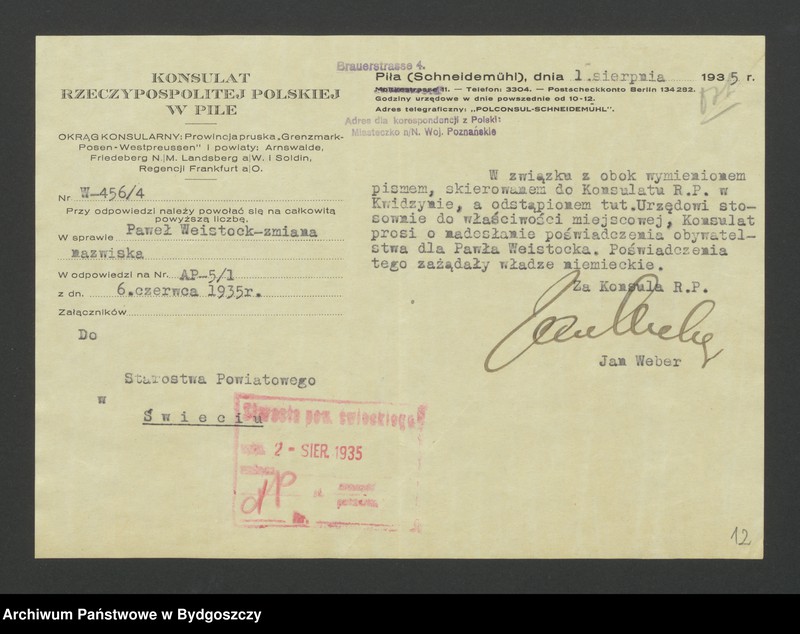 KONSULAT
RZECZYPOSPOLITEJ POLSKIEJ
W PILE
OKRĄG KONSULARNY: Prowincja pruska „Grenzmark-
Posen-Westpreussen" i powiaty: Arnswalde,
Friedeberg N./M. Landsberg a/W. i Soldin,
Regencji Frankfurt a/O.
Nr W-456/4
Przy odpowiedzi należy powołać się na całkowitą
powyższą liczbę.
W sprawie Paweł Weistock-zmiana
nazwiska
W odpowiedzi na Nr. AP-5/1
z dn. 6.czerwca 1935r.
Załączników
Do
Starostwa Powiatowego
w
Świeciu
Brauerstrasse 4.
Piła (Schneidemühl), dnia 1.sierpnia 1935 r.
11. — Telefon: 3304. — Postscheckkonto Berlin 134 282.
Godziny urzędowe w dnie powszednie od 10-12.
Adres telegraficzny: „POLCONSUL-SCHNEIDEMÜHL".
Adres dla korespondencji z Polski:
Miasteczko n/N. Woj. Poznańskie
W związku z obok wymienionem
pismem, skierowanem do Konsulatu R.P. w
Kwidzynie, a odstąpionem tut.Urzędowi sto-
sownie do właściwości miejscowej, Konsulat
prosi o nadesłanie poświadczenia obywatel-
stwa dla Pawła Weistocka. Poświadczenia
tego zażądały władze niemieckie.
Za Konsula R.P.
Jan Weber
Jan Weber
pow. świeckiego
2 - SIER. 1935
Nr.
12
Archiwum Państwowe w Bydgoszczy